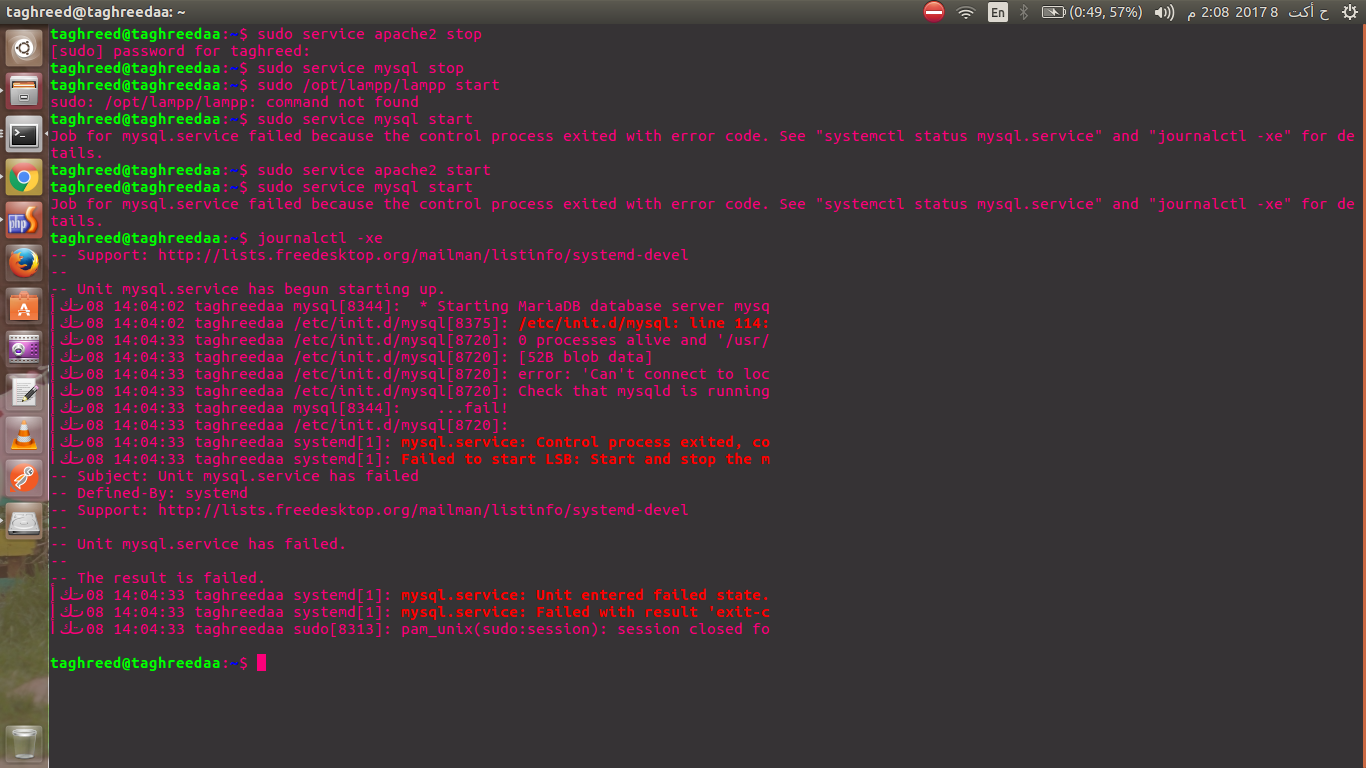 taghreed@taghreedaa: ~
En
(0:49, 57%)
ح أكت 8 2017 2:08 م
taghreed@taghreedaa:~$ sudo service apache2 stop
[sudo] password for taghreed:
taghreed@taghreedaa:~$ sudo service mysql stop
taghreed@taghreedaa:~$ sudo /opt/lampp/lampp start
sudo: /opt/lampp/lampp: command not found
taghreed@taghreedaa:~$ sudo service mysql start
Job for mysql.service failed because the control process exited with error code. See "systemctl status mysql.service" and "journalctl -xe" for de
tails.
taghreed@taghreedaa:~$ sudo service apache2 start
taghreed@taghreedaa:~$ sudo service mysql start
Job for mysql.service failed because the control process exited with error code. See "systemctl status mysql.service" and "journalctl -xe" for de
tails.
taghreed@taghreedaa:~$ journalctl -xe
-- Support: http://lists.freedesktop.org/mailman/listinfo/systemd-devel
--
-- Unit mysql.service has begun starting up.
08 14:04:02 taghreedaa mysql[8344]:  * Starting MariaDB database server mysq
08 14:04:02 taghreedaa /etc/init.d/mysql[8375]: /etc/init.d/mysql: line 114:
08 14:04:33 taghreedaa /etc/init.d/mysql[8720]: 0 processes alive and '/usr/
08 14:04:33 taghreedaa /etc/init.d/mysql[8720]: [52B blob data]
08 14:04:33 taghreedaa /etc/init.d/mysql[8720]: error: 'Can't connect to loc
08 14:04:33 taghreedaa /etc/init.d/mysql[8720]: Check that mysqld is running
08 14:04:33 taghreedaa mysql[8344]:    ...fail!
08 14:04:33 taghreedaa /etc/init.d/mysql[8720]:
08 14:04:33 taghreedaa systemd[1]: mysql.service: Control process exited, co
08 14:04:33 taghreedaa systemd[1]: Failed to start LSB: Start and stop the m
-- Subject: Unit mysql.service has failed
-- Defined-By: systemd
-- Support: http://lists.freedesktop.org/mailman/listinfo/systemd-devel
--
-- Unit mysql.service has failed.
--
-- The result is failed.
08 14:04:33 taghreedaa systemd[1]: mysql.service: Unit entered failed state.
08 14:04:33 taghreedaa systemd[1]: mysql.service: Failed with result 'exit-c
08 14:04:33 taghreedaa sudo[8313]: pam_unix(sudo:session): session closed fo
taghreed@taghreedaa:~$
php